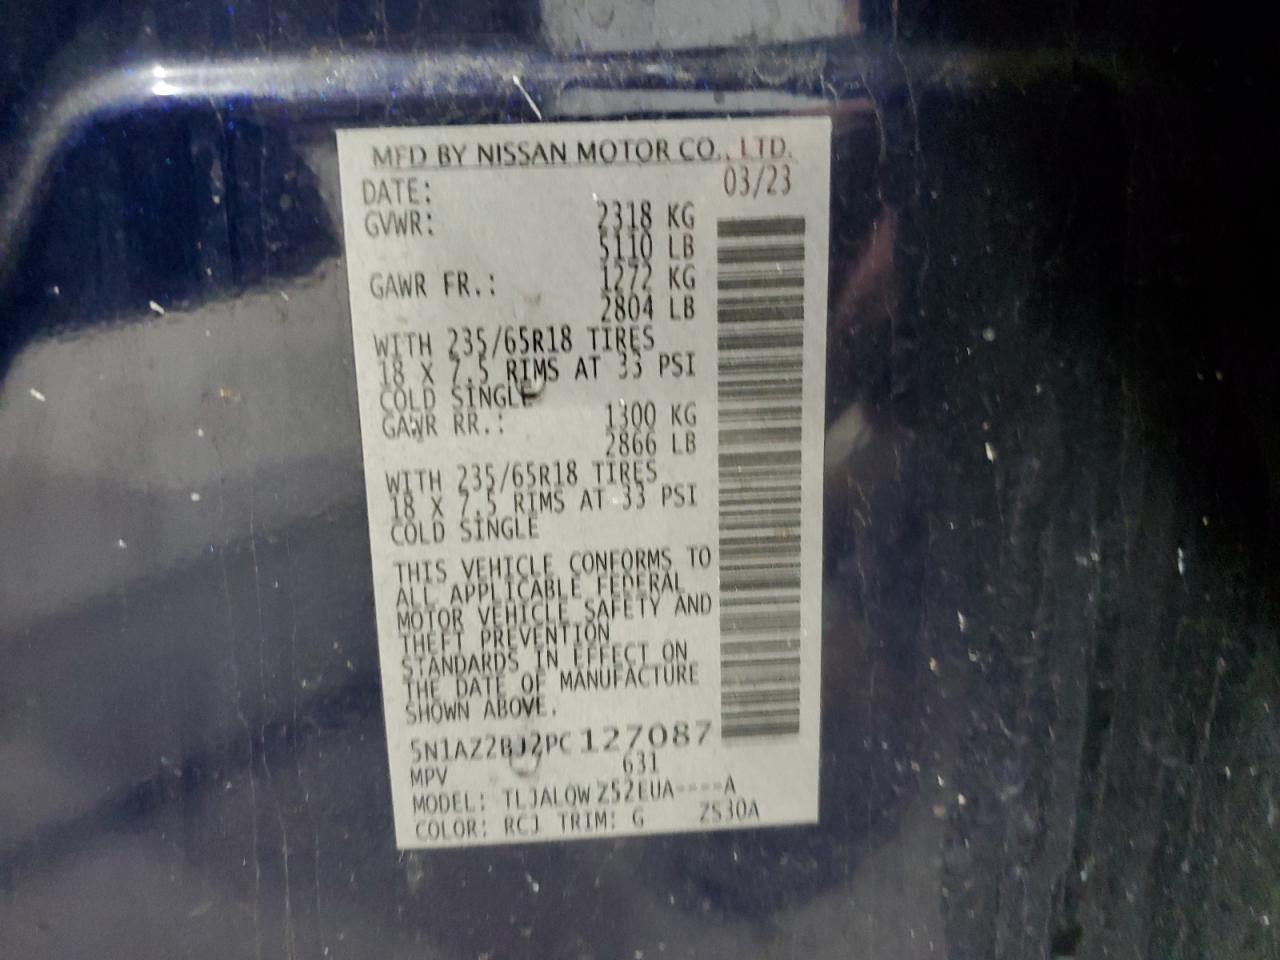 MFD BY NISSAN MOTOR CO., LTD.
DATE: 03/23
GVWR: 2318 KG
5110 LB
GAWR FR.: 1272 KG
2804 LB
WITH 235/65R18 TIRES
18 X 7.5 RIMS AT 33 PSI
COLD SINGLE
GAWR RR.: 1300 KG
2866 LB
WITH 235/65R18 TIRES
18 X 7.5 RIMS AT 33 PSI
COLD SINGLE
THIS VEHICLE CONFORMS TO
ALL APPLICABLE FEDERAL
MOTOR VEHICLE SAFETY AND
THEFT PREVENTION
STANDARDS IN EFFECT ON
THE DATE OF MANUFACTURE
SHOWN ABOVE.
5N1AZ2BJ2PC127087
MPV 631
MODEL: TLJALQWZ52EUA----A
COLOR: RCJ TRIM: G ZS30A